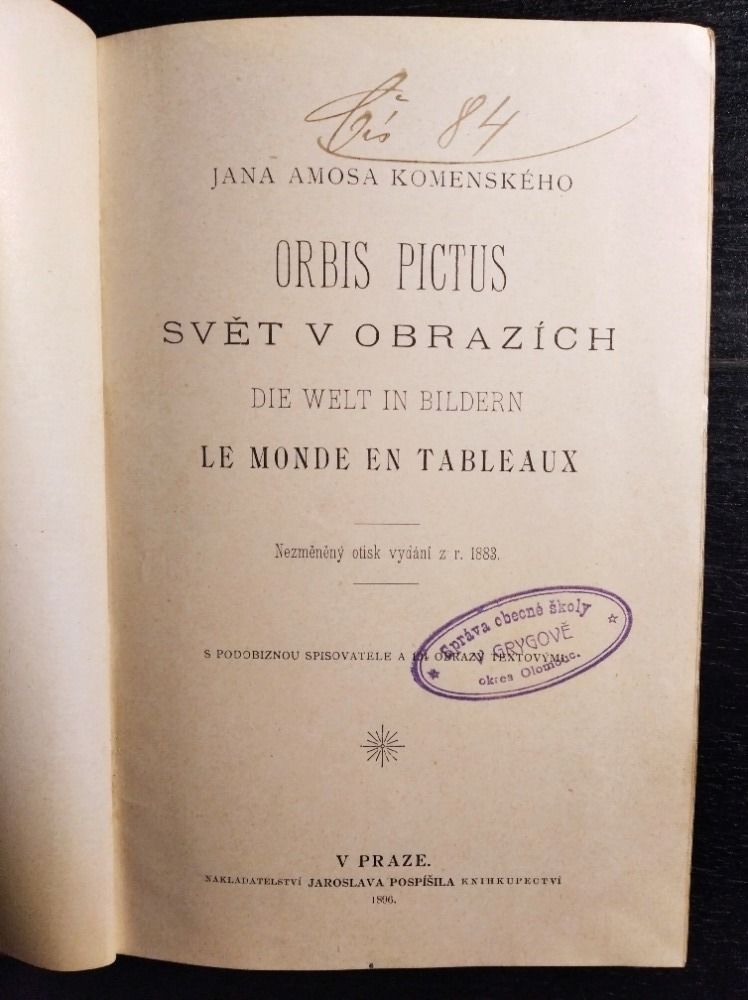 Čís 84
JANA AMOSA KOMENSKÉHO
ORBIS PICTUS
SVĚT V OBRAZÍCH
DIE WELT IN BILDERN
LE MONDE EN TABLEAUX
Nezměněný otisk vydání z r. 1883.
Správa obecné školy
V GRYGOVĚ
okres Olomouc.
S PODOBIZNOU SPISOVATELE A OBRAZY TEXTOVÝMI.
V PRAZE.
NAKLADATELSTVÍ JAROSLAVA POSPÍŠILA KNIHKUPECTVÍ
1896.